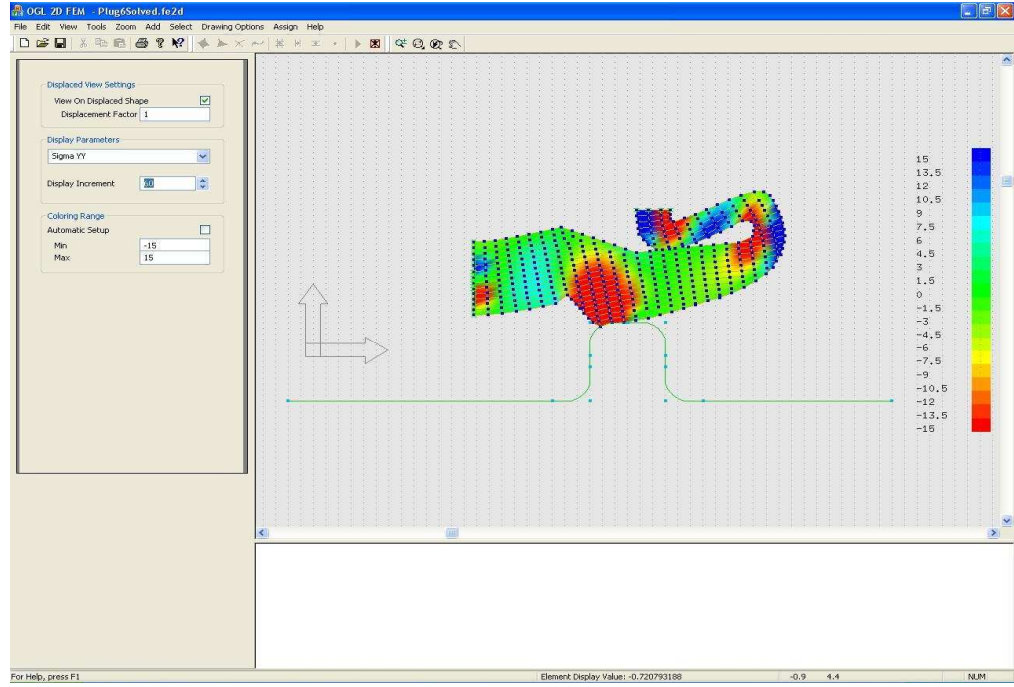 OGL 2D FEM - Plug6Solved.fe2d
File Edit View Tools Zoom Add Select Drawing Options Assign Help
Displaced View Settings
View On Displaced Shape
Displacement Factor 1
Display Parameters
Sigma YY
Display Increment 60
Coloring Range
Automatic Setup
Min -15
Max 15
15
13.5
12
10.5
9
7.5
6
4.5
3
1.5
0
-1.5
-3
-4.5
-6
-7.5
-9
-10.5
-12
-13.5
-15
For Help, press F1 Element Display Value: -0.720793188 -0.9 4.4 NUM